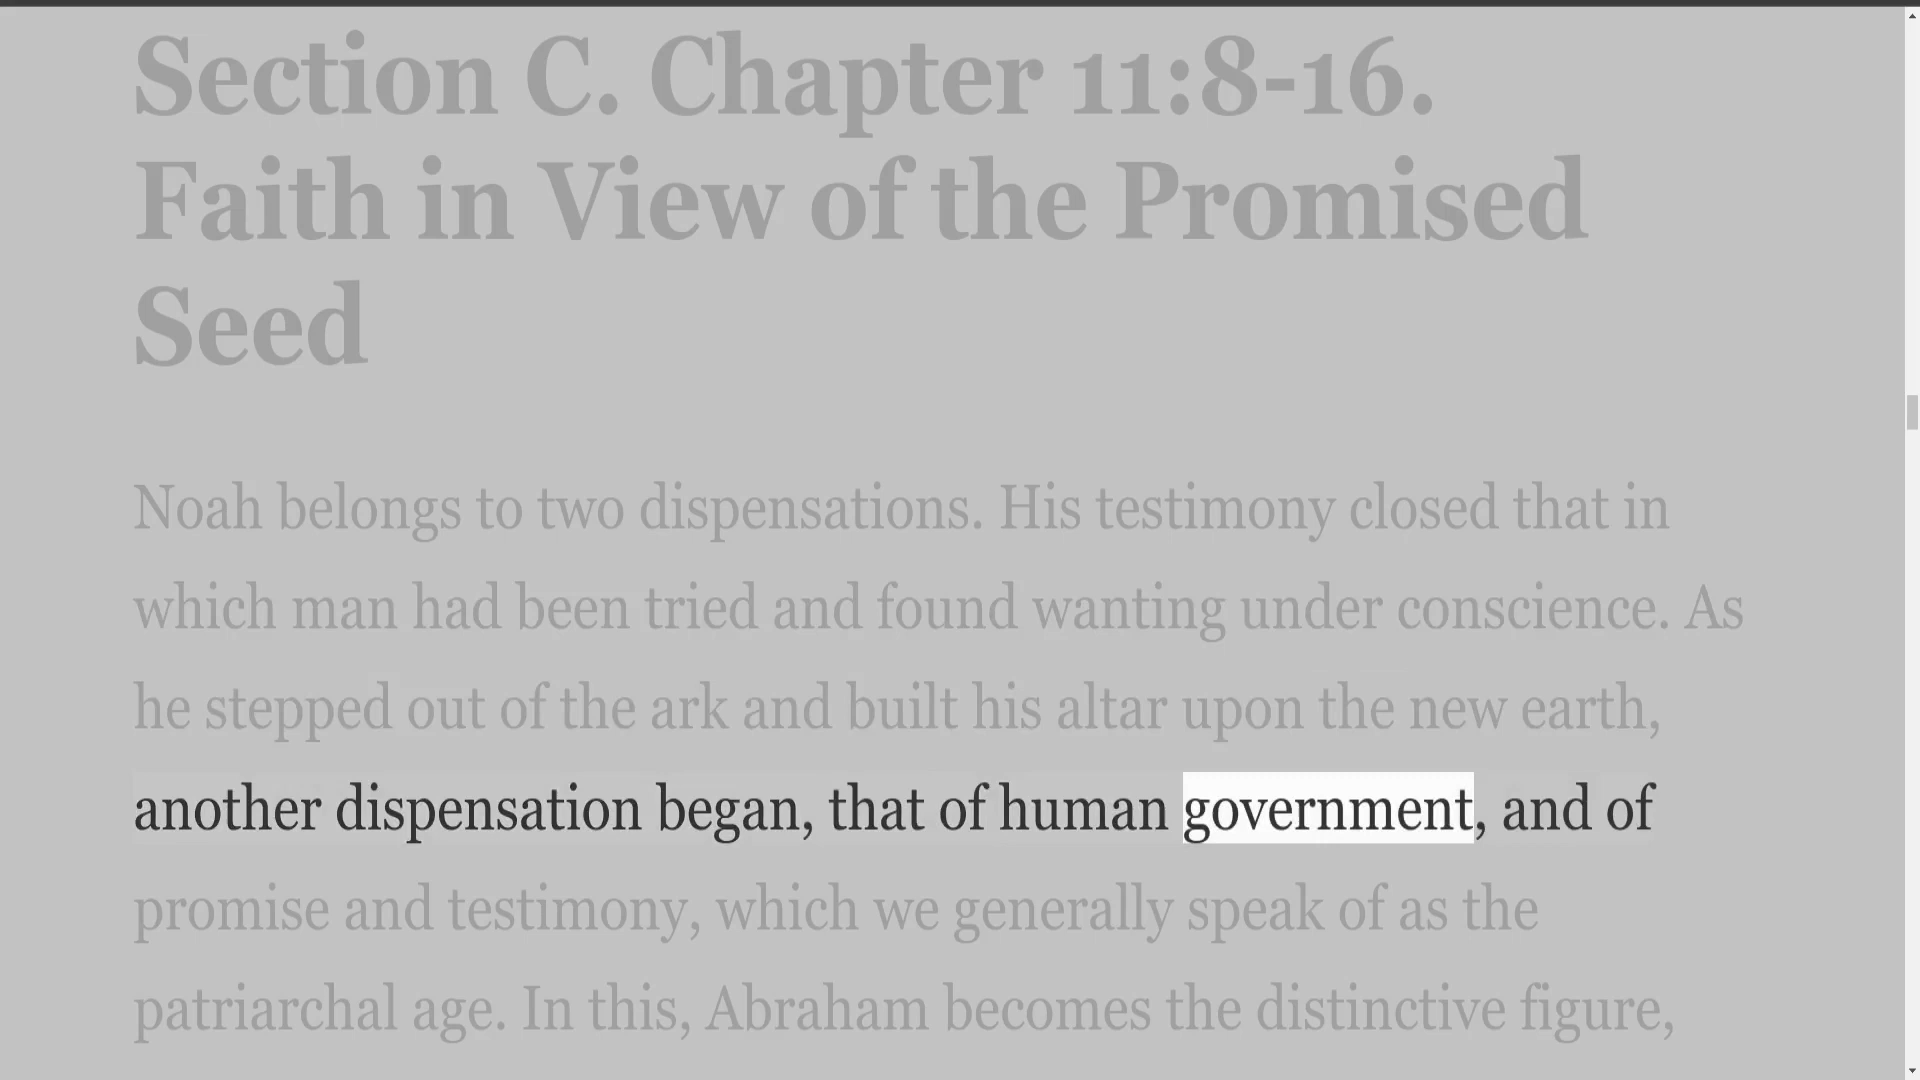 Section C. Chapter 11:8-16.
Faith in View of the Promised
Seed
Noah belongs to two dispensations. His testimony closed that in
which man had been tried and found wanting under conscience. As
he stepped out of the ark and built his altar upon the new earth,
another dispensation began, that of human government, and of
promise and testimony, which we generally speak of as the
patriarchal age. In this, Abraham becomes the distinctive figure,